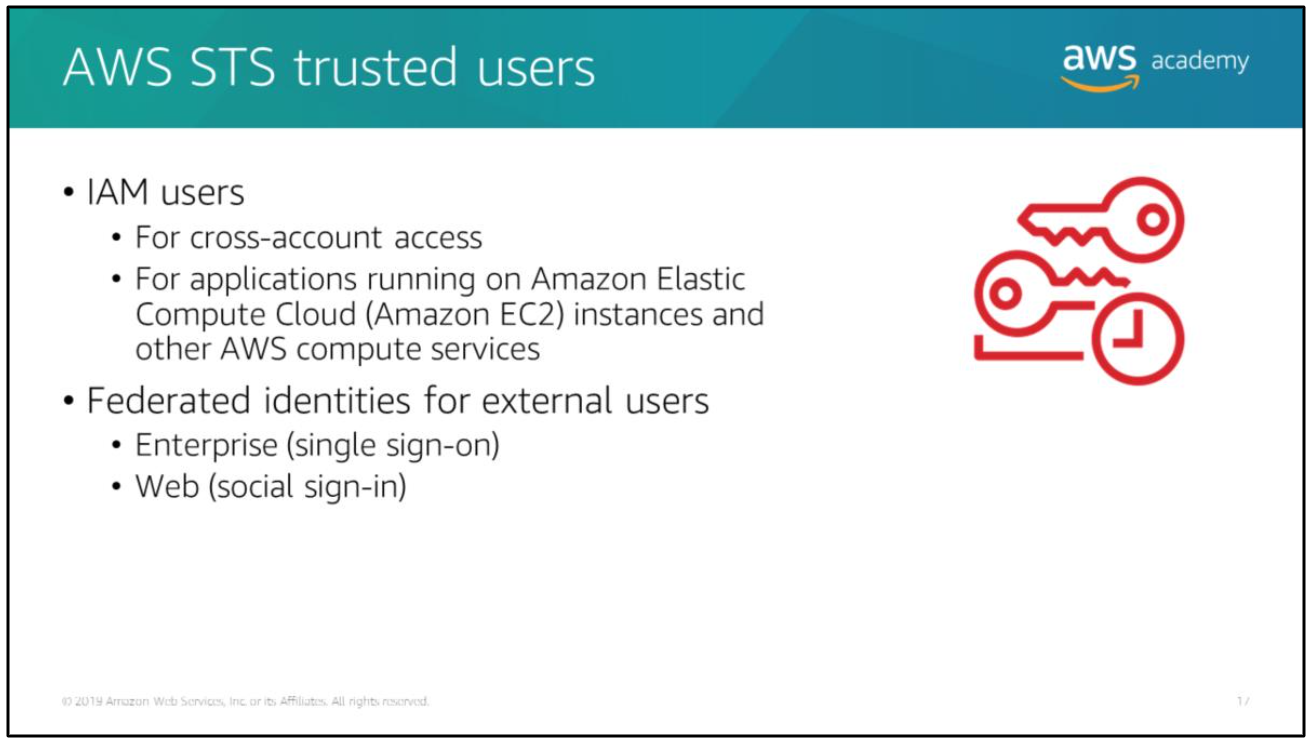 AWS STS trusted users
aws academy
• IAM users
• For cross-account access
• For applications running on Amazon Elastic
Compute Cloud (Amazon EC2) instances and
other AWS compute services
• Federated identities for external users
• Enterprise (single sign-on)
• Web (social sign-in)
© 2019 Amazon Web Services, Inc. or its Affiliates. All rights reserved.
17